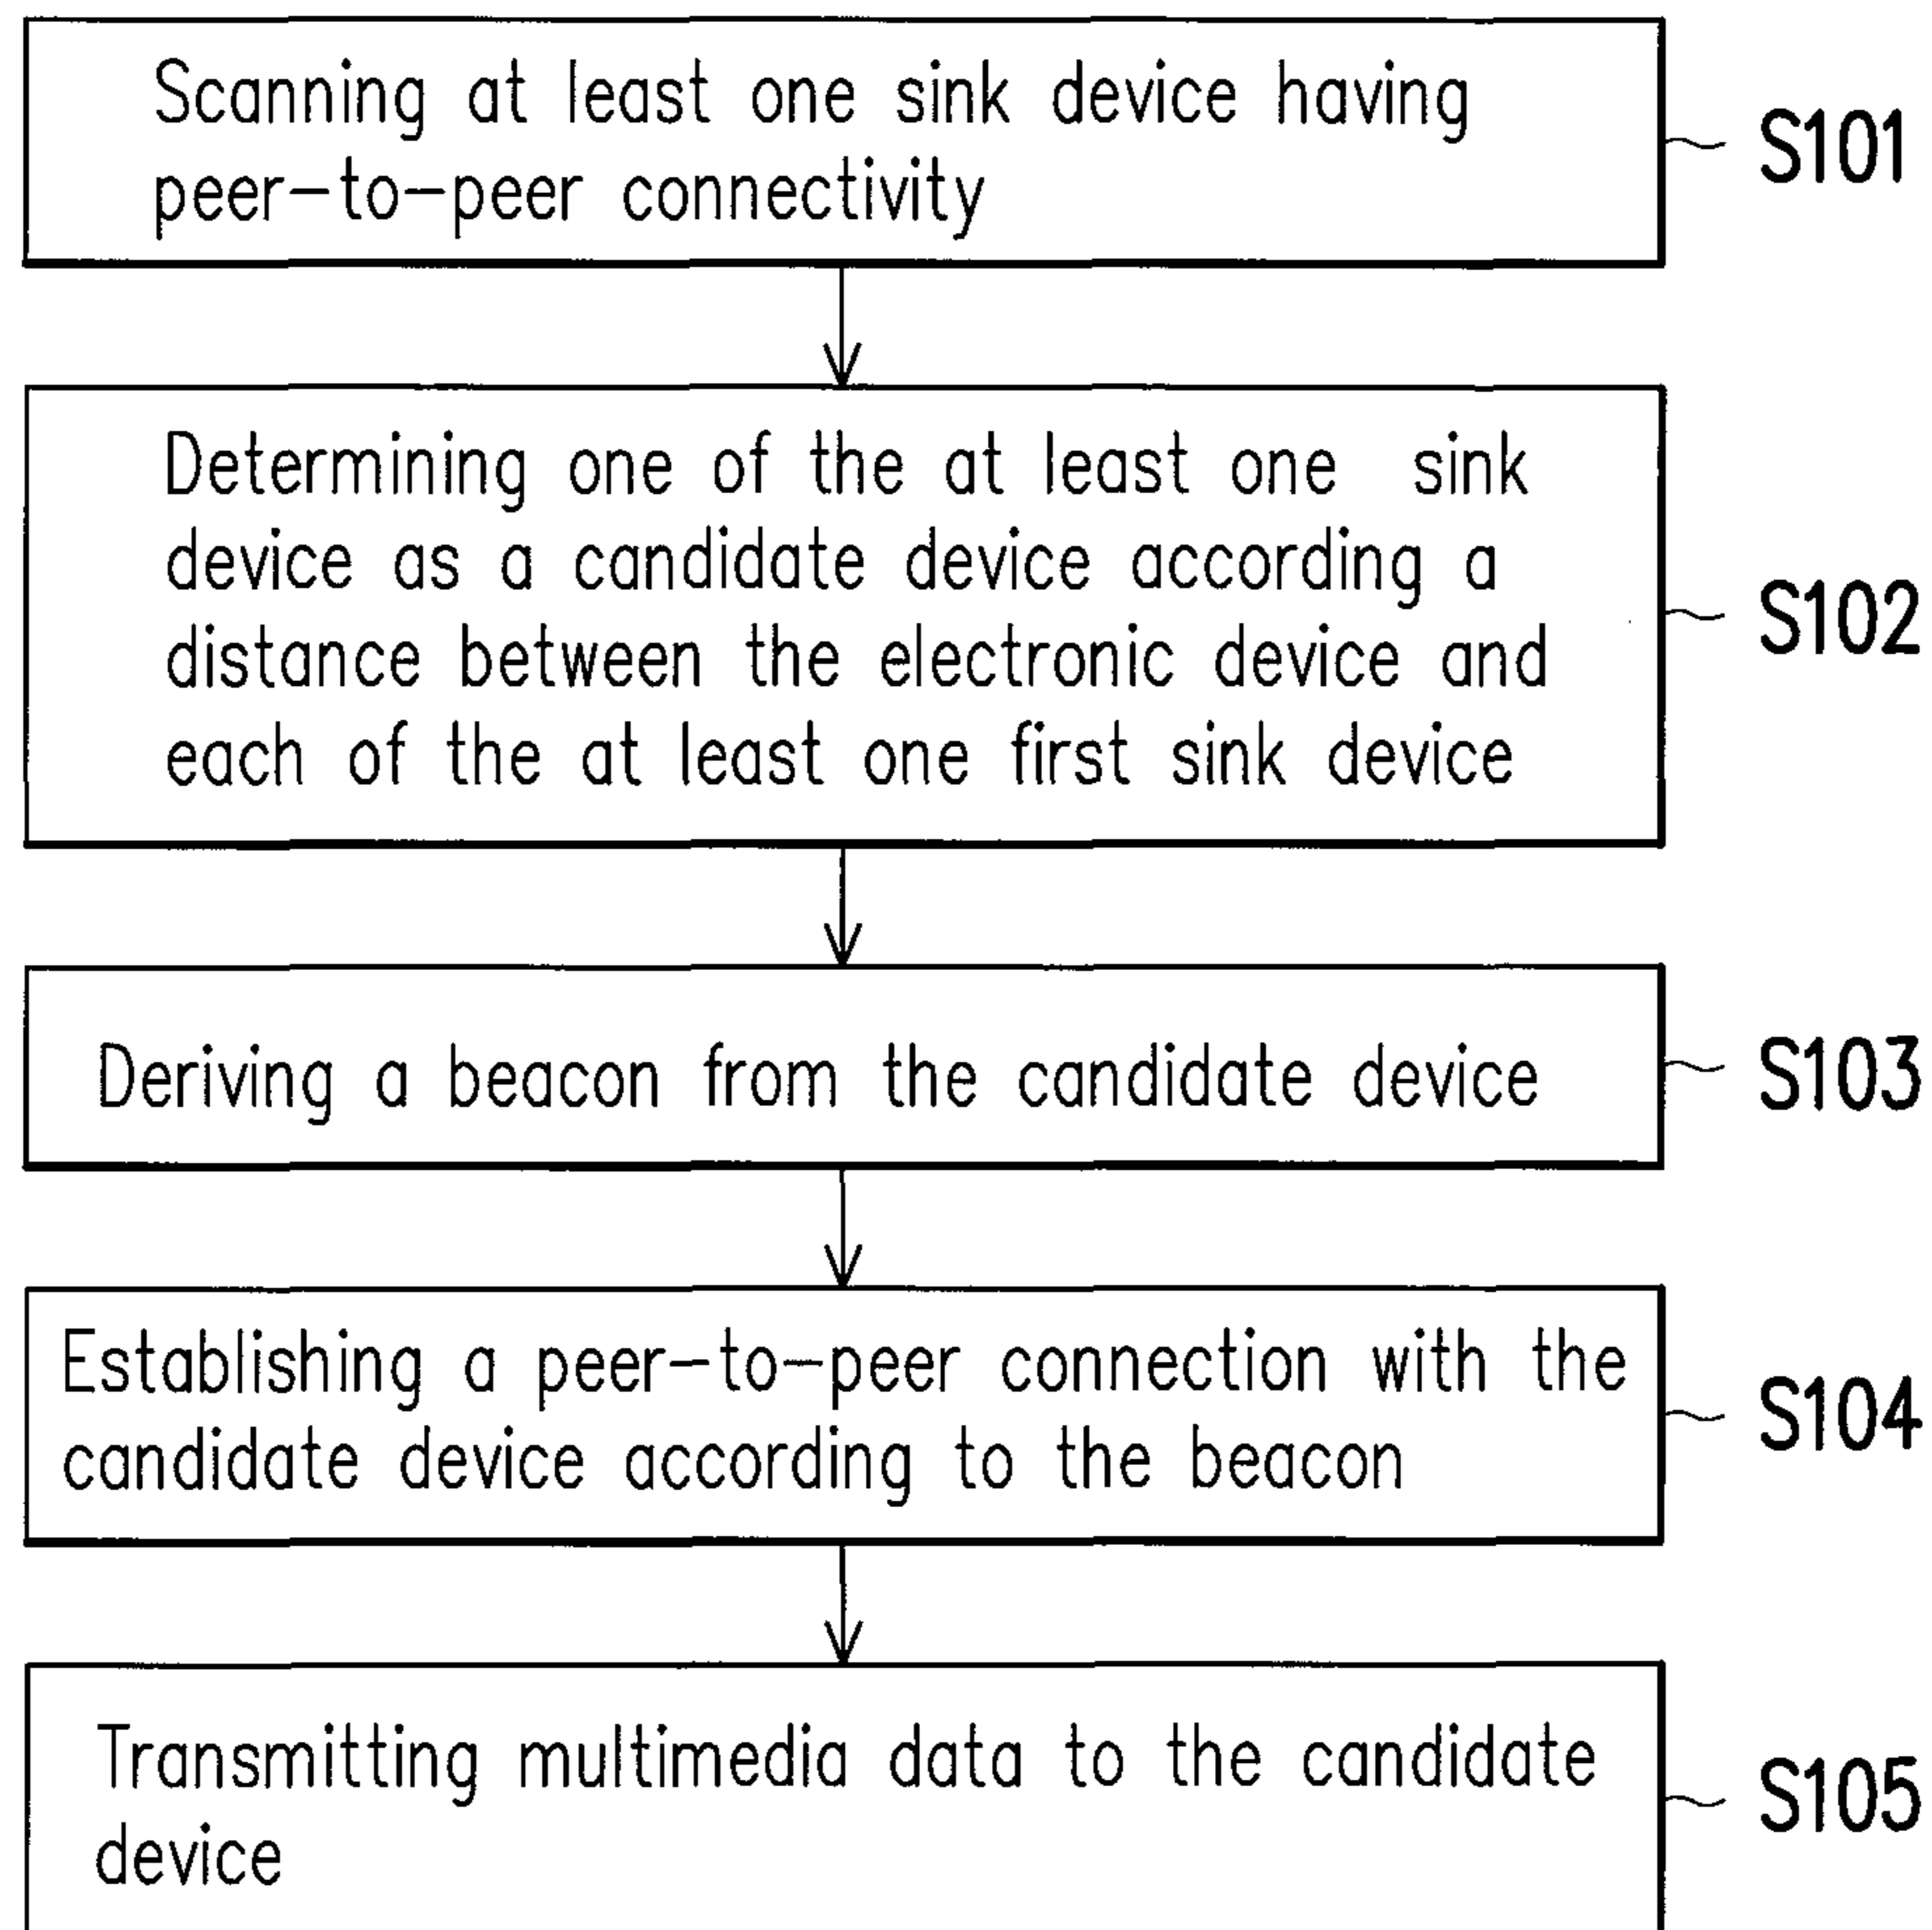 Scanning at least one sink device having
peer-to-peer connectivity
S101
Determining one of the at least one sink
device as a candidate device according a
distance between the electronic device and
each of the at least one first sink device
S102
Deriving a beacon from the candidate device
S103
Establishing a peer-to-peer connection with the
candidate device according to the beacon
S104
Transmitting multimedia data to the candidate
device
S105